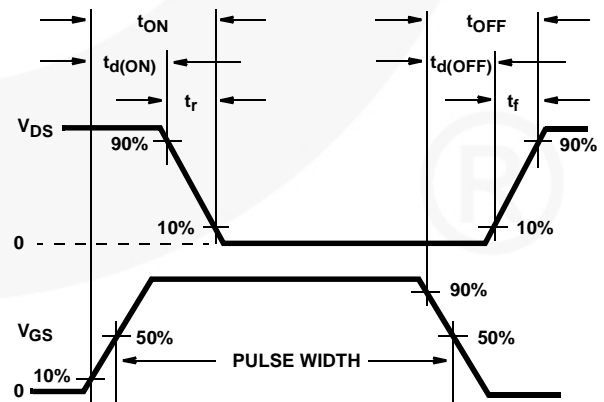 tON tOFF
td(ON) td(OFF)
tr tf
VDS
90% 90%
10% 10%
0
VGS
90%
50% 50%
PULSE WIDTH
10%
0
®